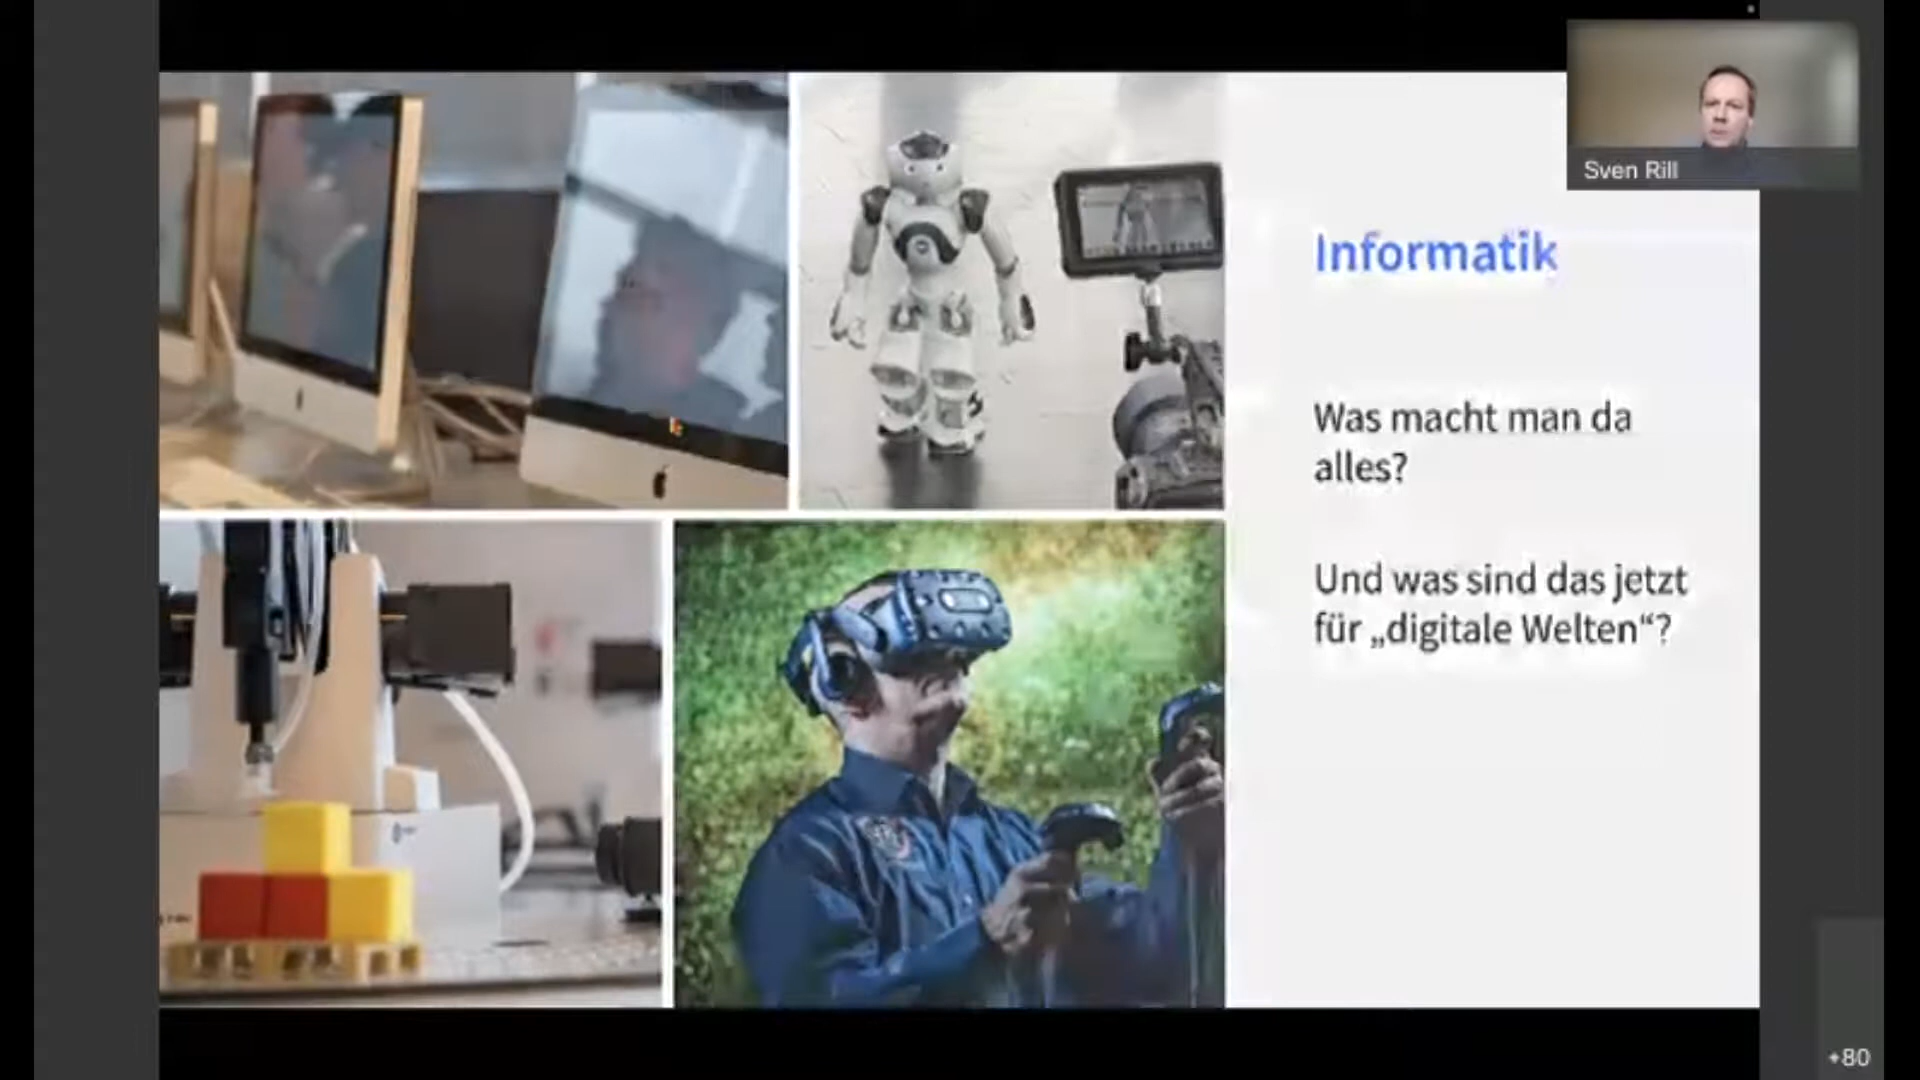 Sven Rill
Informatik
Was macht man da
alles?
Und was sind das jetzt
für „digitale Welten“?
+80